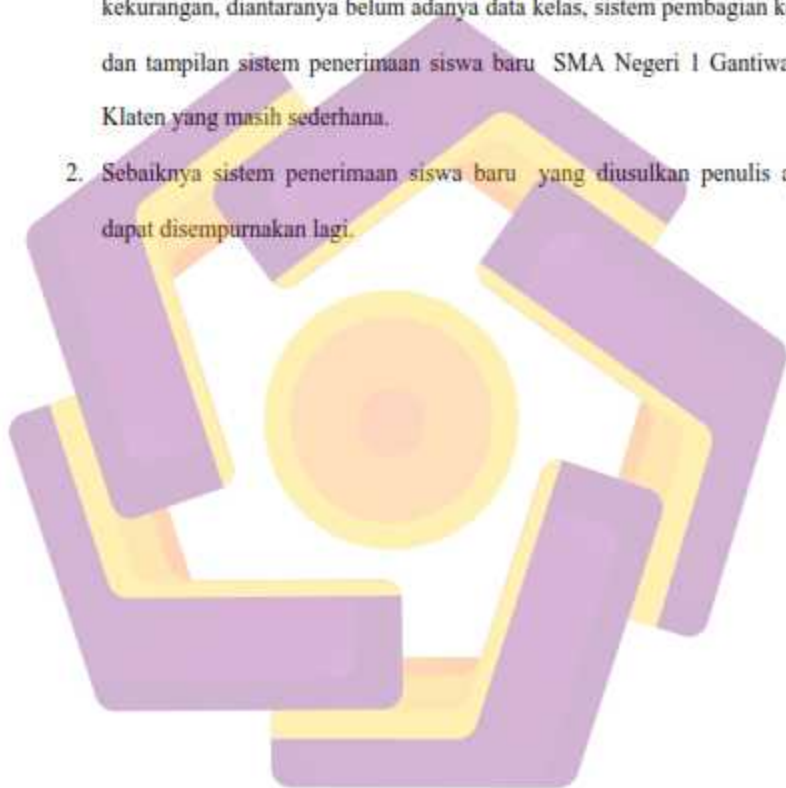 kekurangan, diantaranya belum adanya data kelas, sistem pembagian
dan tampilan sistem penerimaan siswa baru SMA Negeri 1
Klaten yang masih sederhana.
2. Sebaiknya sistem penerimaan siswa baru yang diusulkan penulis
dapat disempurnakan lagi.